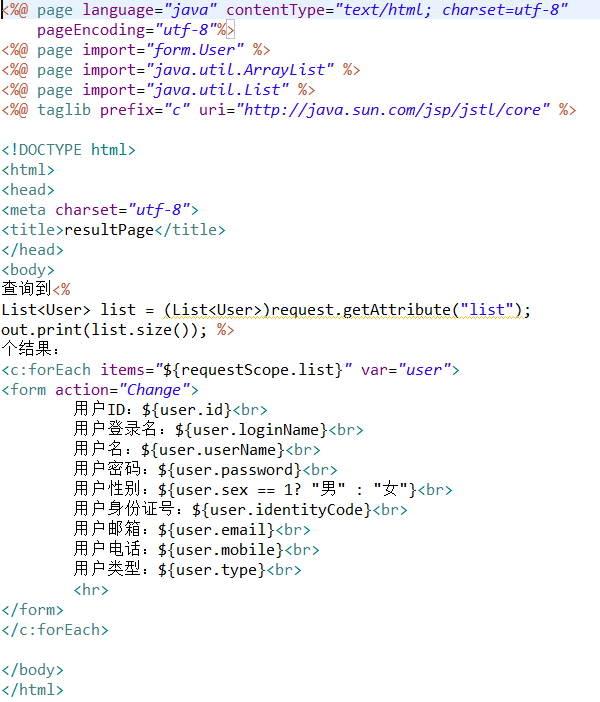 <%@ page language="java" contentType="text/html; charset=utf-8"
    pageEncoding="utf-8"%>
<%@ page import="form.User" %>
<%@ page import="java.util.ArrayList" %>
<%@ page import="java.util.List" %>
<%@ taglib prefix="c" uri="http://java.sun.com/jsp/jstl/core" %>
<!DOCTYPE html>
<html>
<head>
<meta charset="utf-8">
<title>resultPage</title>
</head>
<body>
查询到<%
List<User> list = (List<User>)request.getAttribute("list");
out.print(list.size()); %>
个结果：
<c:forEach items="${requestScope.list}" var="user">
<form action="Change">
        用户ID：${user.id}<br>
        用户登录名：${user.loginName}<br>
        用户名：${user.userName}<br>
        用户密码：${user.password}<br>
        用户性别：${user.sex == 1? "男" : "女"}<br>
        用户身份证号：${user.identityCode}<br>
        用户邮箱：${user.email}<br>
        用户电话：${user.mobile}<br>
        用户类型：${user.type}<br>
        <hr>
</form>
</c:forEach>
</body>
</html>